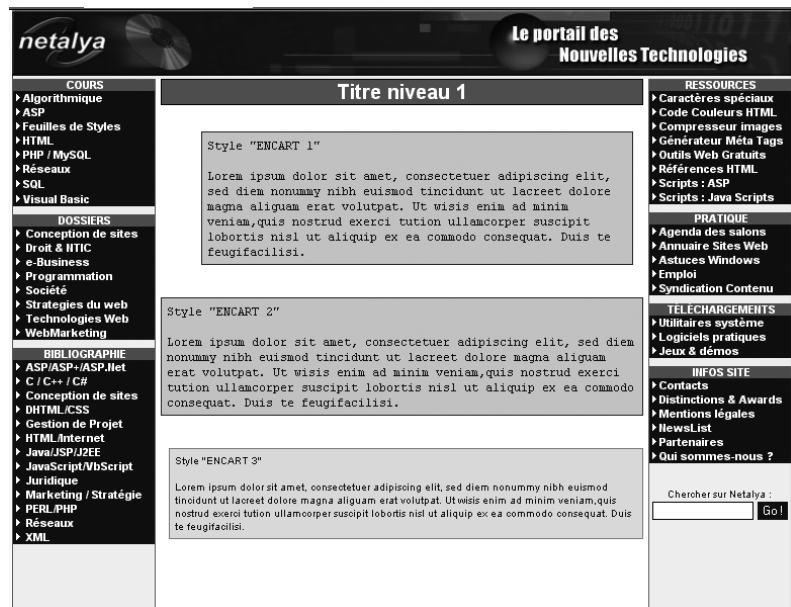 netalya
Le portail des
Nouvelles Technologies
COURS
Algorithmique
ASP
Feuilles de Styles
HTML
PHP / MySQL
Réseaux
SQL
Visual Basic
DOSSIERS
Conception de sites
Droit & NTIC
e-Business
Programmation
Société
Strategies du web
Technologies Web
WebMarketing
BIBLIOGRAPHIE
ASP/ASP+/ASP.Net
C / C++ / C#
Conception de sites
DHTML/CSS
Gestion de Projet
HTML/Internet
Java/JSP/J2EE
JavaScript/VbScript
Juridique
Marketing / Stratégie
PERL/PHP
Réseaux
XML
Titre niveau 1
Style "ENCART 1"
Lorem ipsum dolor sit amet, consectetuer adipiscing elit,
sed diem nonummy nibh euismod tincidunt ut lacreet dolore
magna aliguam erat volutpat. Ut wisis enim ad minim
veniam,quis nostrud exerci tution ullamcorper suscipit
lobortis nisl ut aliquip ex ea commodo consequat. Duis te
feugifacilisi.
Style "ENCART 2"
Lorem ipsum dolor sit amet, consectetuer adipiscing elit, sed diem
nonummy nibh euismod tincidunt ut lacreet dolore magna aliguam
erat volutpat. Ut wisis enim ad minim veniam,quis nostrud exerci
tution ullamcorper suscipit lobortis nisl ut aliquip ex ea commodo
consequat. Duis te feugifacilisi.
Style "ENCART 3"
Lorem ipsum dolor sit amet, consectetuer adipiscing elit, sed diem nonummy nibh euismod
tincidunt ut lacreet dolore magna aliguam erat volutpat. Ut wisis enim ad minim veniam,quis
nostrud exerci tution ullamcorper suscipit lobortis nisl ut aliquip ex ea commodo consequat. Duis
te feugifacilisi.
RESSOURCES
Caractères spéciaux
Code Couleurs HTML
Compresseur images
Générateur Méta Tags
Outils Web Gratuits
Références HTML
Scripts : ASP
Scripts : Java Scripts
PRATIQUE
Agenda des salons
Annuaire Sites Web
Astuces Windows
Emploi
Syndication Contenu
TÉLÉCHARGEMENTS
Utilitaires système
Logiciels pratiques
Jeux & démos
INFOS SITE
Contacts
Distinctions & Awards
Mentions légales
NewsList
Partenaires
Qui sommes-nous ?
Chercher sur Netalya :
Go !